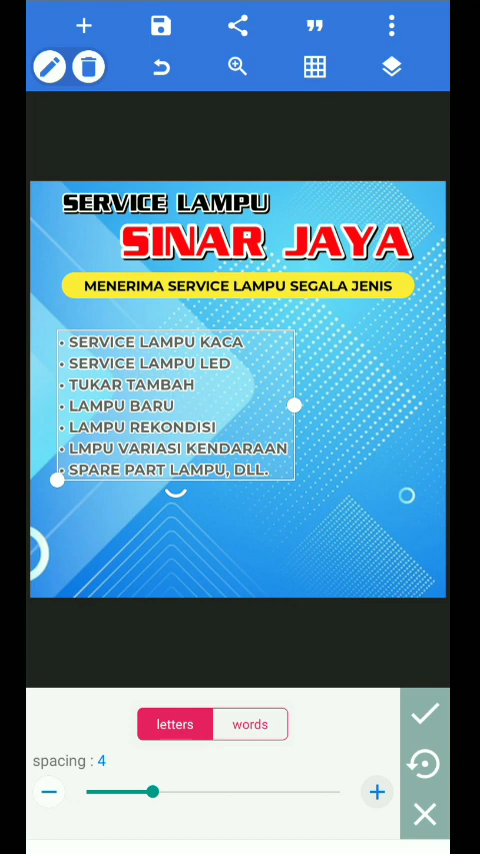 SERVICE LAMPU
SINAR JAYA
MENERIMA SERVICE LAMPU SEGALA JENIS
• SERVICE LAMPU KACA
• SERVICE LAMPU LED
• TUKAR TAMBAH
• LAMPU BARU
• LAMPU REKONDISI
• LMPU VARIASI KENDARAAN
• SPARE PART LAMPU, DLL.
letters words
spacing : 4